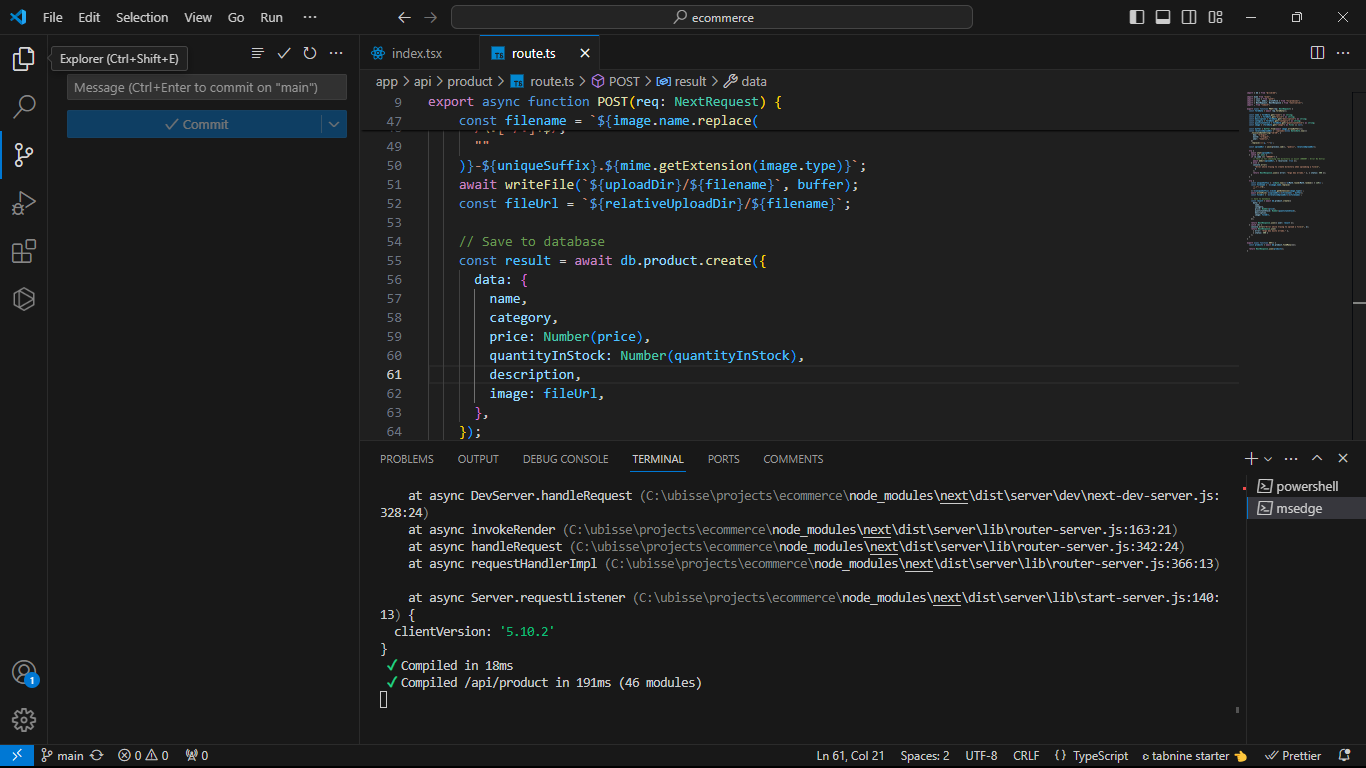 File Edit Selection View Go Run ··· ecommerce
Explorer (Ctrl+Shift+E)
Message (Ctrl+Enter to commit on "main")
Commit
index.tsx route.ts
app > api > product > route.ts > POST > result > data
9 export async function POST(req: NextRequest) {
47 const filename = `${image.name.replace(
49 ""
50 )}-${uniqueSuffix}.${mime.getExtension(image.type)}`;
51 await writeFile(`${uploadDir}/${filename}`, buffer);
52 const fileUrl = `${relativeUploadDir}/${filename}`;
53
54 // Save to database
55 const result = await db.product.create({
56 data: {
57 name,
58 category,
59 price: Number(price),
60 quantityInStock: Number(quantityInStock),
61 description,
62 image: fileUrl,
63 },
64 });
PROBLEMS OUTPUT DEBUG CONSOLE TERMINAL PORTS COMMENTS
at async DevServer.handleRequest (C:\ubisse\projects\ecommerce\node_modules\next\dist\server\dev\next-dev-server.js:
328:24)
at async invokeRender (C:\ubisse\projects\ecommerce\node_modules\next\dist\server\lib\router-server.js:163:21)
at async handleRequest (C:\ubisse\projects\ecommerce\node_modules\next\dist\server\lib\router-server.js:342:24)
at async requestHandlerImpl (C:\ubisse\projects\ecommerce\node_modules\next\dist\server\lib\router-server.js:366:13)
at async Server.requestListener (C:\ubisse\projects\ecommerce\node_modules\next\dist\server\lib\start-server.js:140:
13) {
clientVersion: '5.10.2'
}
✓ Compiled in 18ms
✓ Compiled /api/product in 191ms (46 modules)
powershell
msedge
1
main 0 0 0 Ln 61, Col 21 Spaces: 2 UTF-8 CRLF {} TypeScript tabnine starter 👈 Prettier